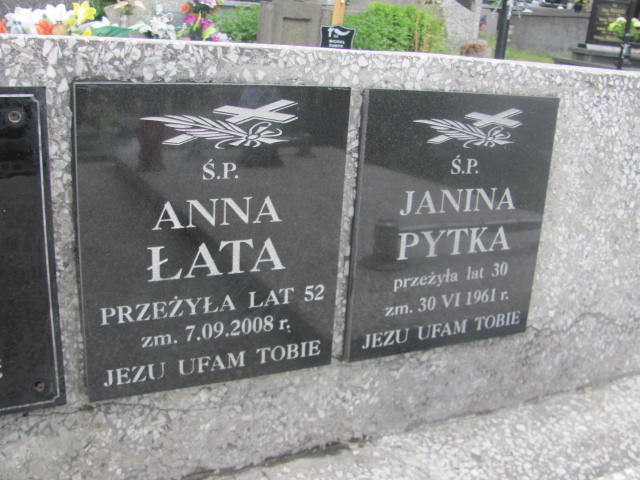 Ś.P.
ANNA
ŁATA
PRZEŻYŁA LAT 52
zm. 7.09.2008 r.
JEZU UFAM TOBIE
Ś.P.
JANINA
PYTKA
przeżyła lat 30
zm. 30 VI 1961 r.
JEZU UFAM TOBIE